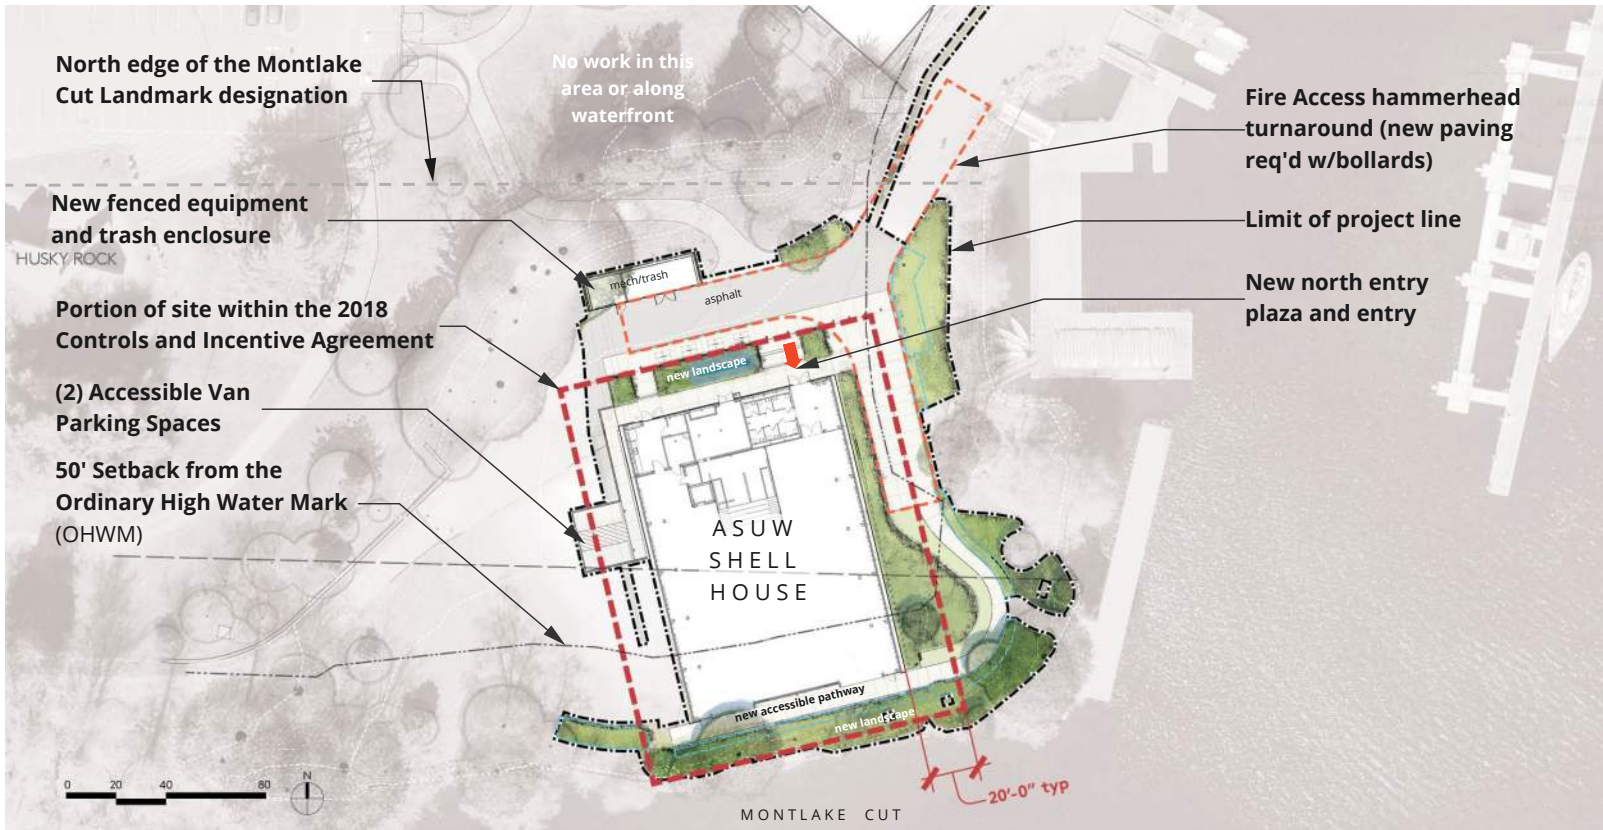 North edge of the Montlake
Cut Landmark designation
No work in this
area or along
waterfront
Fire Access hammerhead
turnaround (new paving
req'd w/bollards)
New fenced equipment
and trash enclosure
HUSKY ROCK
Limit of project line
mech/trash
asphalt
New north entry
plaza and entry
Portion of site within the 2018
Controls and Incentive Agreement
new landscape
(2) Accessible Van
Parking Spaces
50' Setback from the
Ordinary High Water Mark
(OHWM)
ASUW
SHELL
HOUSE
new accessible pathway
new landscape
0 20 40 80
N
20'-0" typ
MONTLAKE CUT